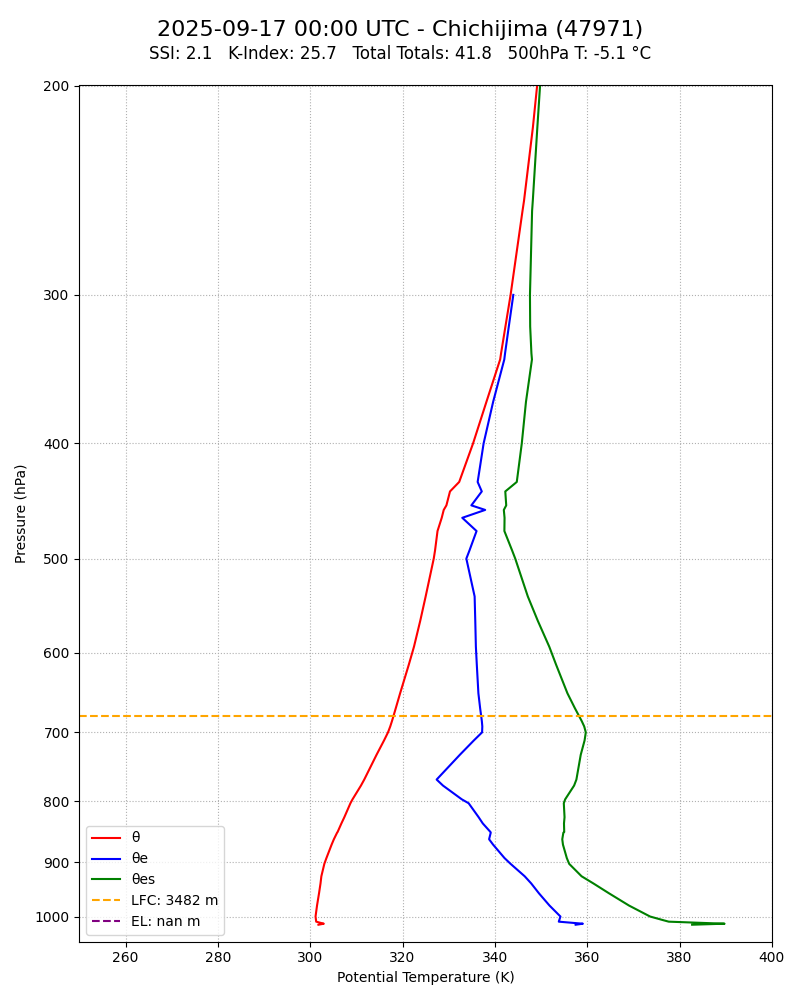 2025-09-17 00:00 UTC - Chichijima (47971)
SSI: 2.1 K-Index: 25.7 Total Totals: 41.8 500hPa T: -5.1 °C
200
300
400
500
600
700
800
900
1000
Pressure (hPa)
θ
θe
θes
LFC: 3482 m
EL: nan m
260 280 300 320 340 360 380 400
Potential Temperature (K)